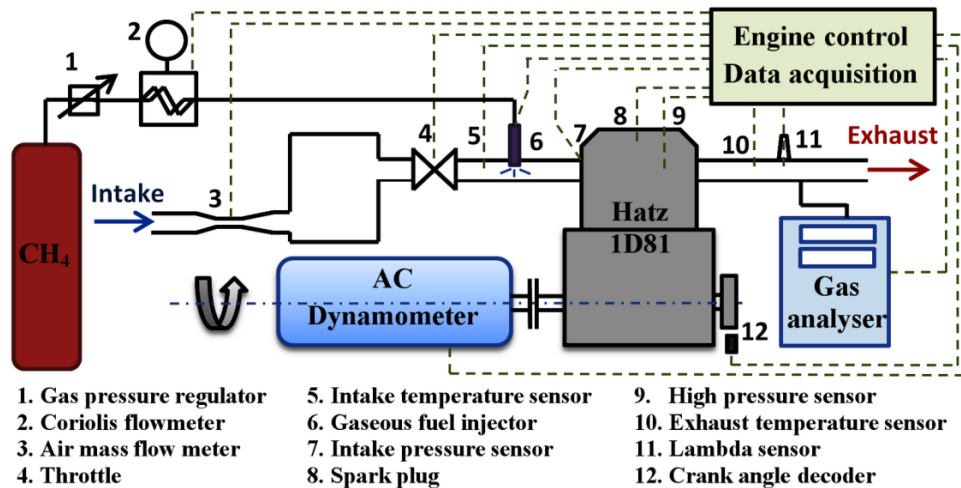 2
1
Engine control
Data acquisition
4
5
6
7
8
9
10
11
Exhaust
Intake
3
CH4
Hatz
1D81
AC
Dynamometer
Gas
analyser
12
1. Gas pressure regulator
2. Coriolis flowmeter
3. Air mass flow meter
4. Throttle
5. Intake temperature sensor
6. Gaseous fuel injector
7. Intake pressure sensor
8. Spark plug
9. High pressure sensor
10. Exhaust temperature sensor
11. Lambda sensor
12. Crank angle decoder